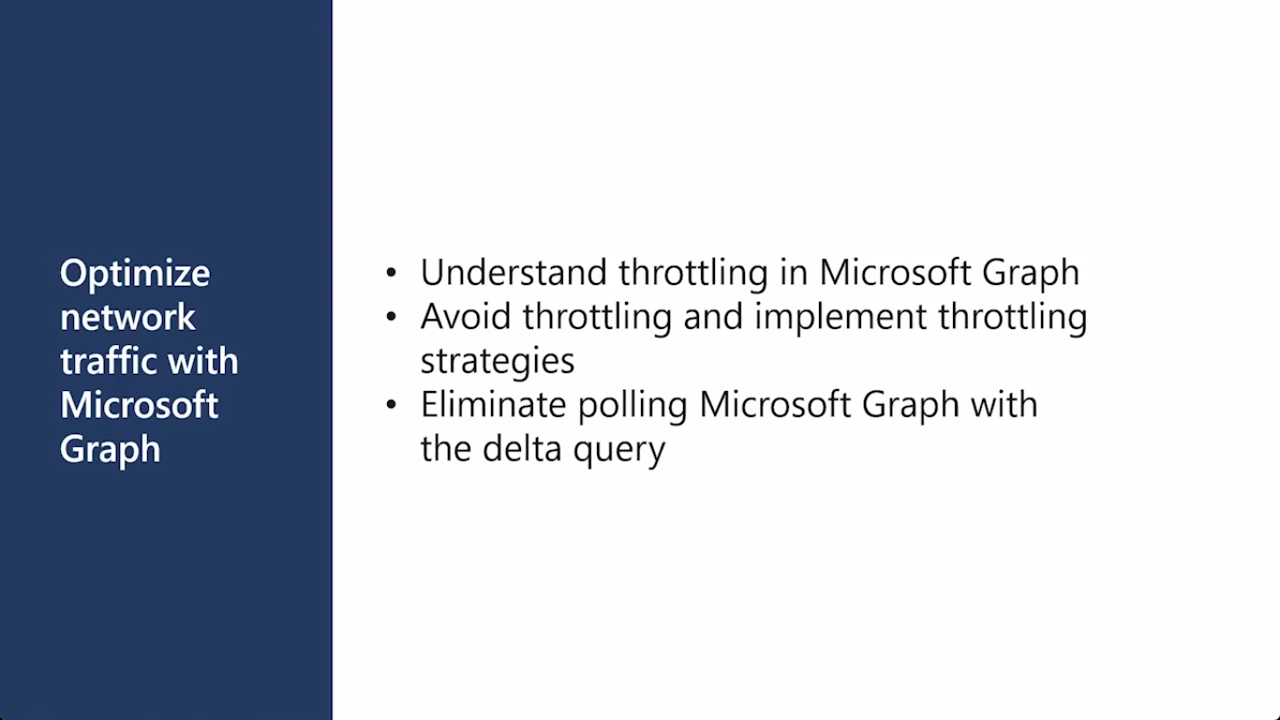 Optimize
network
traffic with
Microsoft
Graph
• Understand throttling in Microsoft Graph
• Avoid throttling and implement throttling
strategies
• Eliminate polling Microsoft Graph with
the delta query